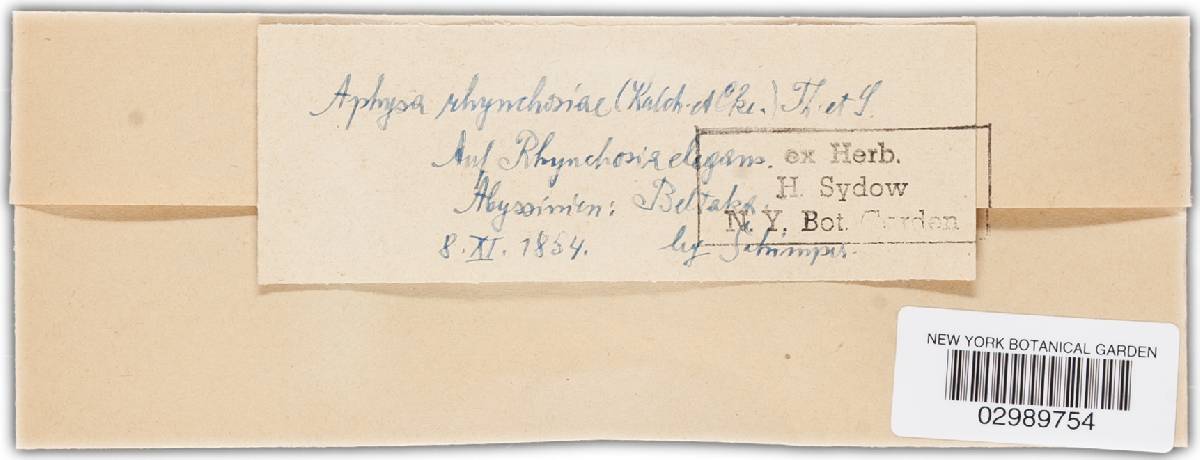 Aphysa rhynchosiae (Kalch. et Cke.) Th. et S.
Auf Rhynchosia elegans.
Abyssinien: Beltaka.
8. XI. 1854. leg Schimper.
ex Herb.
H. Sydow
N. Y. Bot. Garden
NEW YORK BOTANICAL GARDEN
02989754